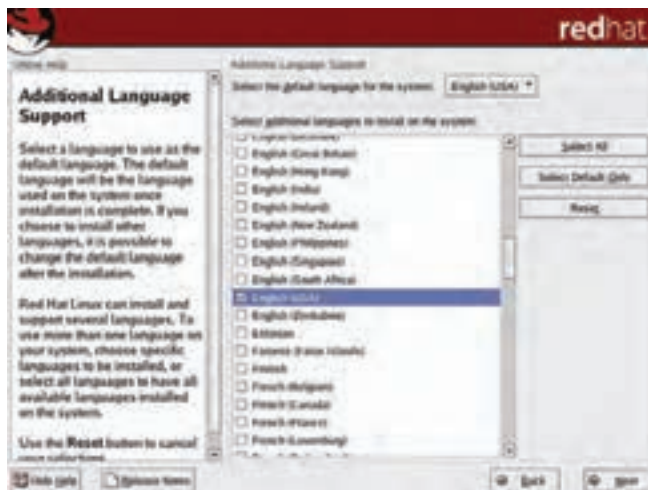 redhat
Online Help
Additional Language
Support
Select a language to use as the
default language. The default
language will be the language
used on the system once
installation is complete. If you
choose to install other
languages, it is possible to
change the default language
after the installation.
Red Hat Linux can install and
support several languages. To
use more than one language on
your system, choose specific
languages to be installed, or
select all languages to have all
available languages installed
on the system.
Use the Reset button to cancel
your selections.
Additional Language Support
Select the default language for the system: English (USA)
Select additional languages to install on the system:
English (Great Britain)
English (Hong Kong)
English (India)
English (Ireland)
English (New Zealand)
English (Philippines)
English (Singapore)
English (South Africa)
English (USA)
English (Zimbabwe)
Estonian
Faroese (Faroe Islands)
Finnish
French (Belgium)
French (Canada)
French (France)
French (Luxemburg)
Select All
Select Default Only
Reset
Hide Help
Release Notes
Back
Next